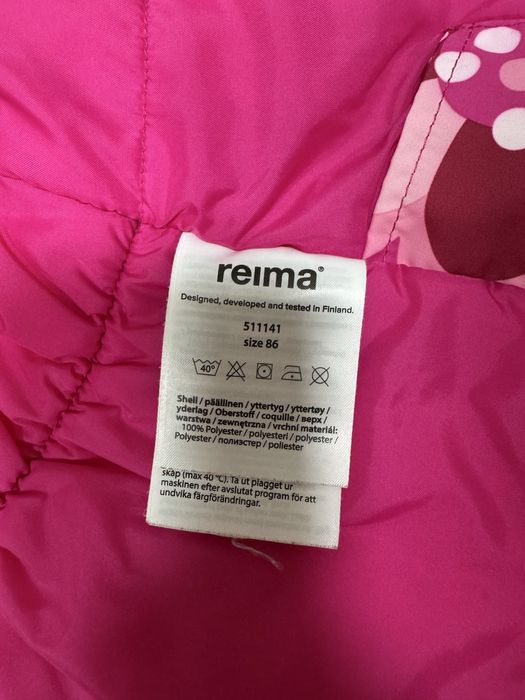 reima®
Designed, developed and tested in Finland.
511141
size 86
40°
Shell / päällinen / yttertyg / yttertøy /
yderlag / Oberstoff / coquille / верх /
warstwa / zewnętrzna / vrchni materiál:
100% Polyester / polyesteri / polyester /
Polyester / полиэстер / poliester
skåp (max 40 °C). Ta ut plagget ur
maskinen efter avslutat program för att
undvika färgförändringar.